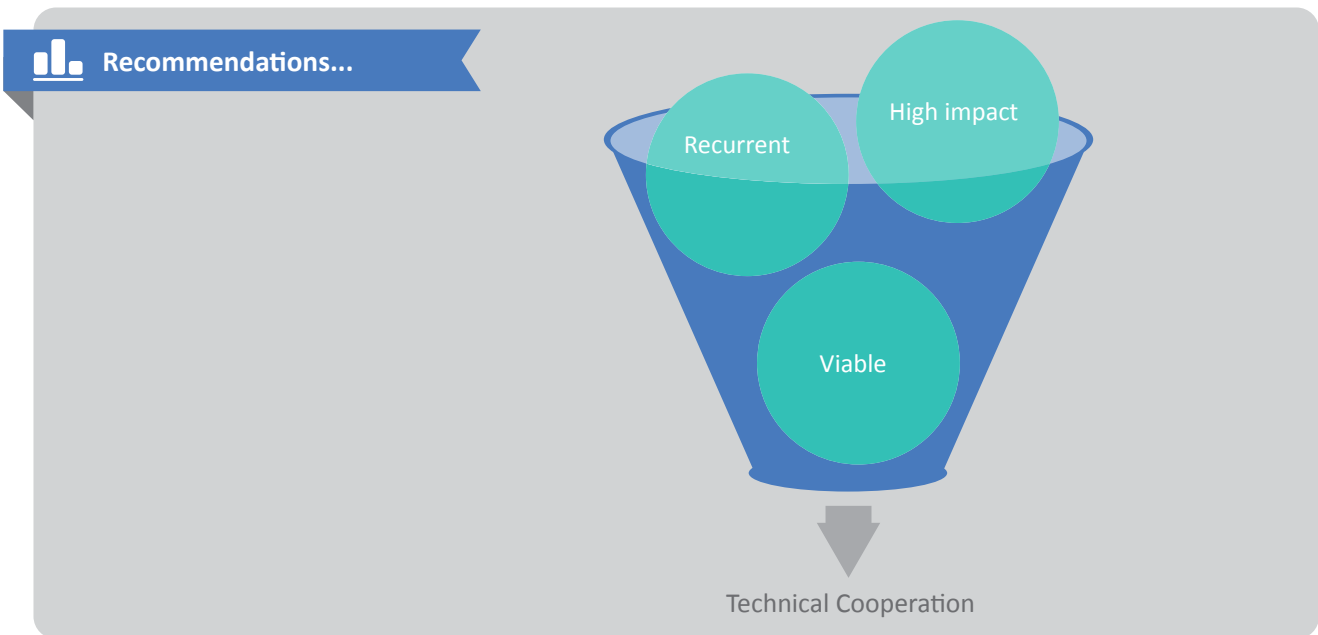 Recommendations...
High impact
Recurrent
Viable
Technical Cooperation